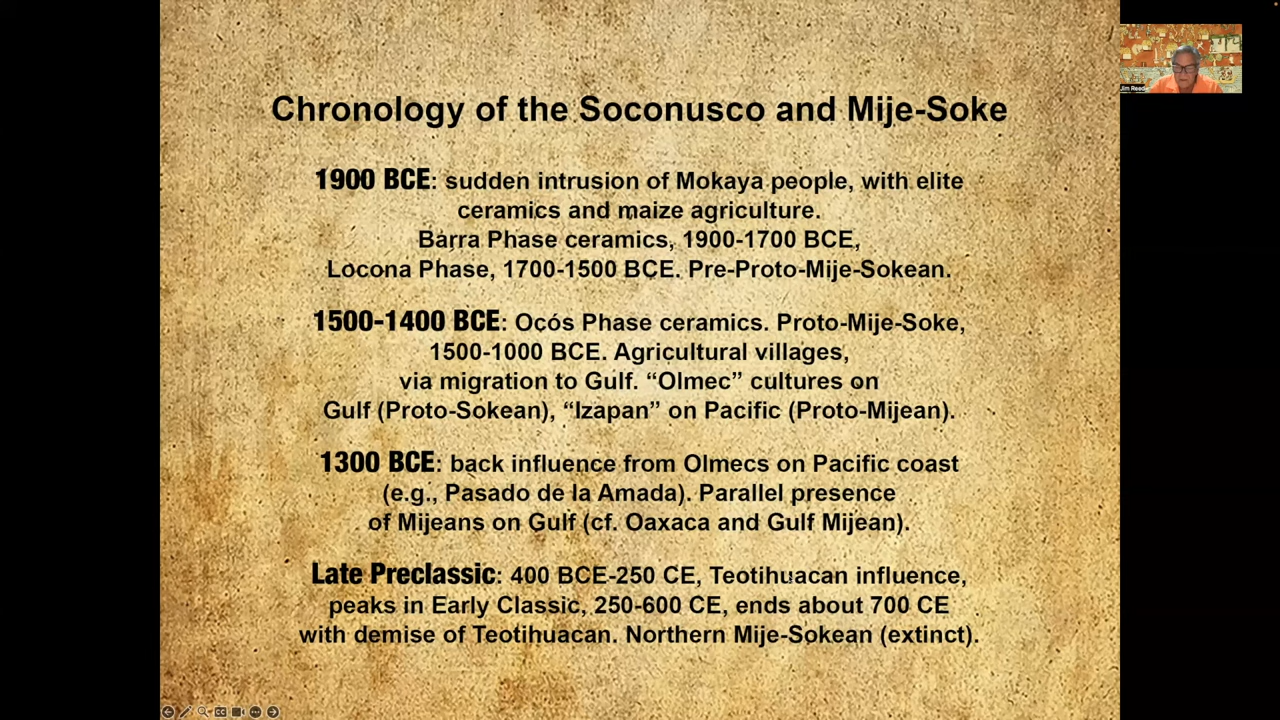 Chronology of the Soconusco and Mije-Soke
1900 BCE: sudden intrusion of Mokaya people, with elite
ceramics and maize agriculture.
Barra Phase ceramics, 1900-1700 BCE,
Locona Phase, 1700-1500 BCE. Pre-Proto-Mije-Sokean.
1500-1400 BCE: Ocós Phase ceramics. Proto-Mije-Soke,
1500-1000 BCE. Agricultural villages,
via migration to Gulf. “Olmec” cultures on
Gulf (Proto-Sokean), “Izapan” on Pacific (Proto-Mijean).
1300 BCE: back influence from Olmecs on Pacific coast
(e.g., Pasado de la Amada). Parallel presence
of Mijeans on Gulf (cf. Oaxaca and Gulf Mijean).
Late Preclassic: 400 BCE-250 CE, Teotihuacan influence,
peaks in Early Classic, 250-600 CE, ends about 700 CE
with demise of Teotihuacan. Northern Mije-Sokean (extinct).
Jim Reed